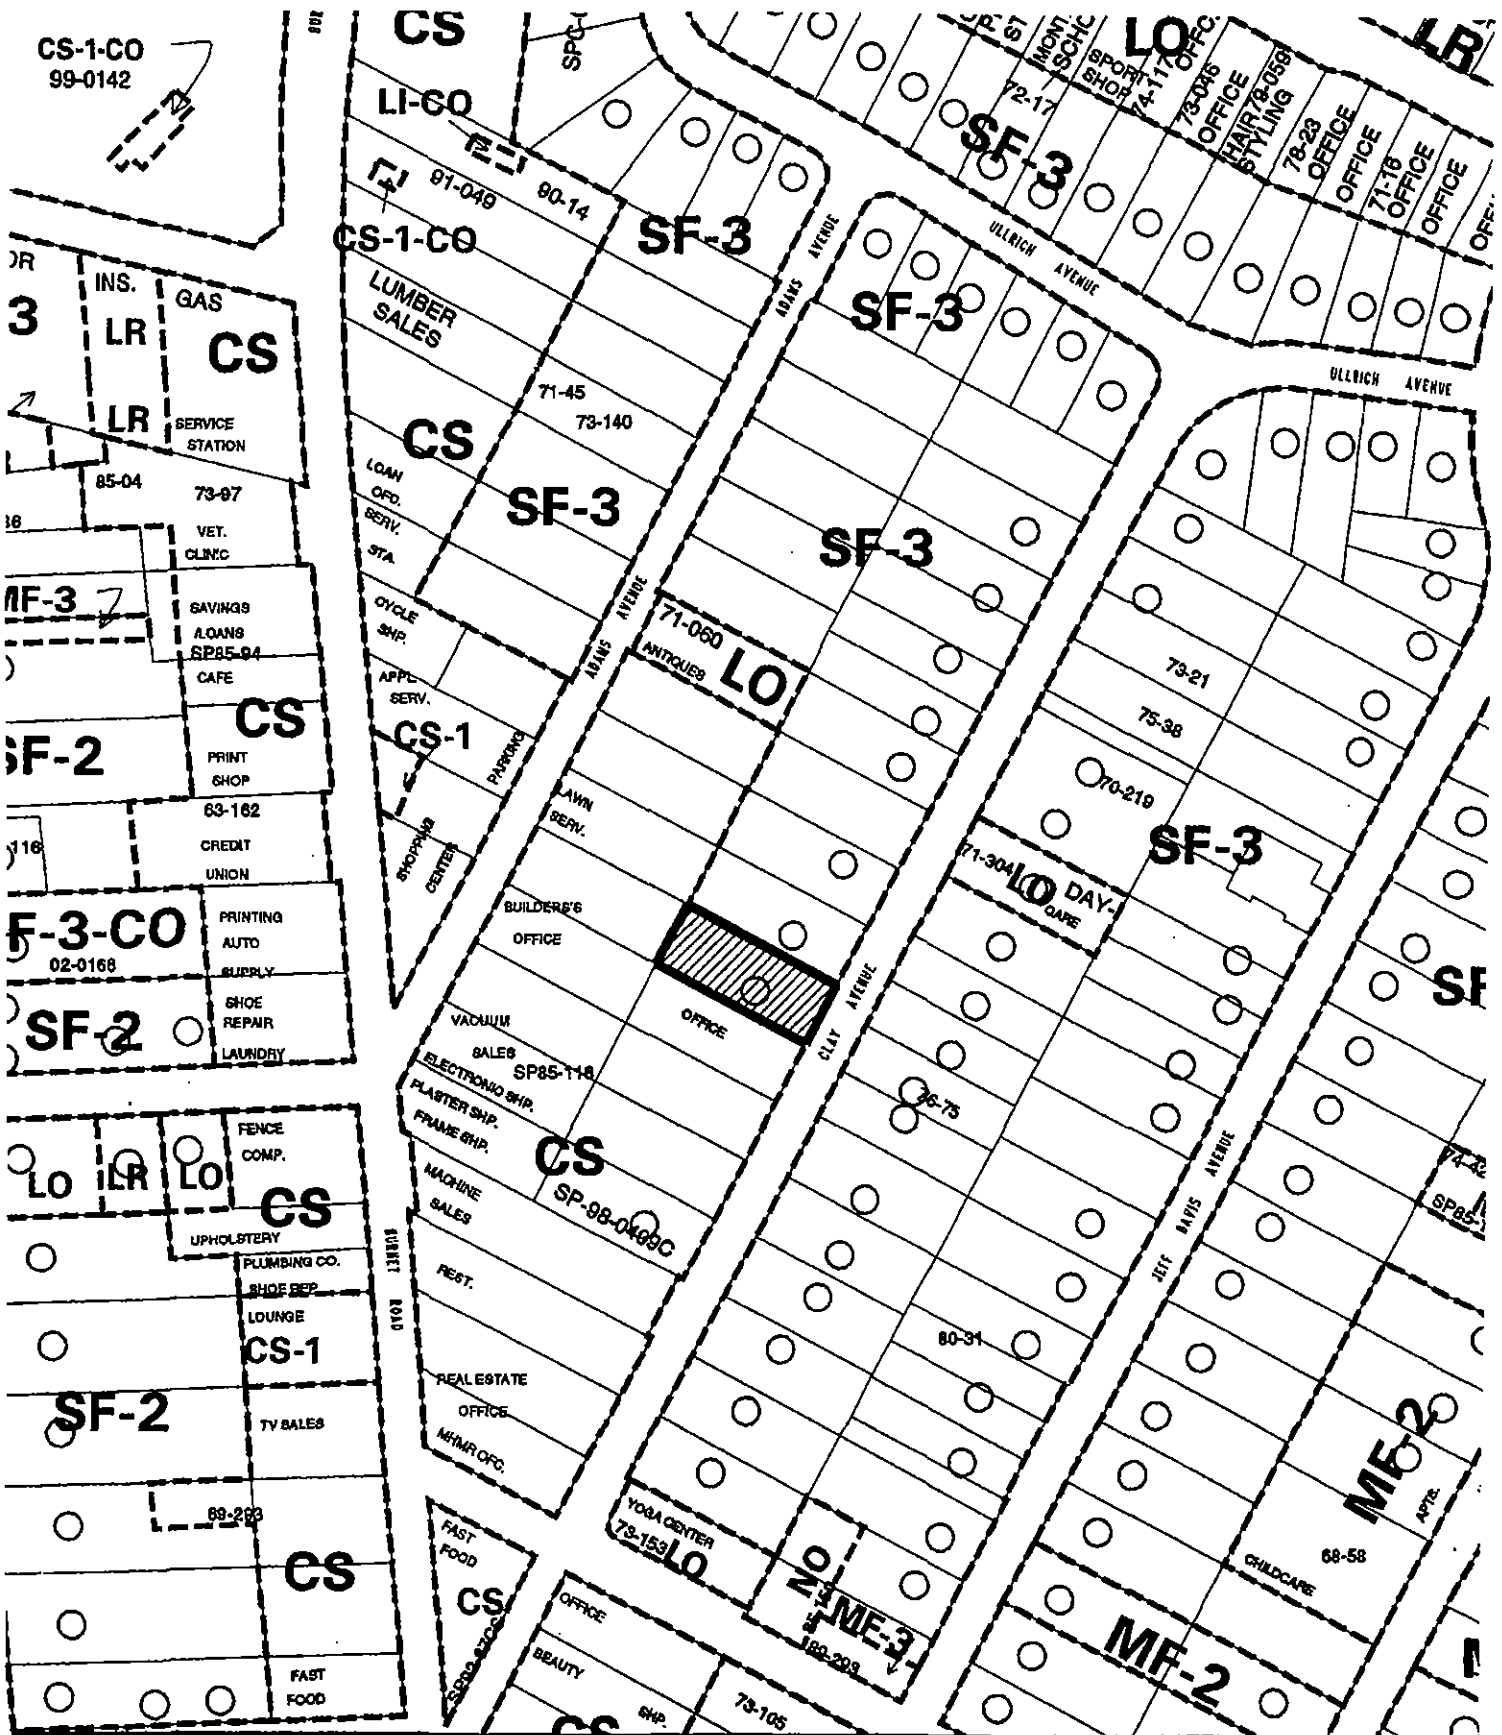 CS-1-CO
99-0142
CS
LI-CO
91-049
90-14
CS-1-CO
LUMBER
SALES
SF-3
ADAMS AVENUE
SF-3
ULLRICH AVENUE
LO
LR
SPORT
SHOP
72-17
SF-3
73-046
OFFICE
HAIR 79-059
STYLING
78-23
OFFICE
OFFICE
71-16
OFFICE
OFFICE
ULLRICH AVENUE
3
INS.
LR
LR
GAS
CS
SERVICE
STATION
85-04
73-97
VET.
CLINIC
71-45
73-140
CS
LOAN
OFC.
SERV.
STA.
SF-3
SF-3
MF-3
SAVINGS
/LOANS
SP85-94
CAFE
CS
SF-2
PRINT
SHOP
63-162
CREDIT
UNION
CYCLE
SHP.
APPL
SERV.
CS-1
PARKING
SHOPPING
CENTER
ADAMS AVENUE
71-060
ANTIQUES
LO
LAWN
SERV.
BUILDERS'S
OFFICE
73-21
75-38
70-219
SF-3
71-304
LO
DAY-
CARE
F-3-CO
02-0168
PRINTING
AUTO
SUPPLY
SHOE
REPAIR
LAUNDRY
SF-2
OFFICE
CLAY AVENUE
SF
VACUUM
SALES
SP85-118
ELECTRONIC SHP.
PLASTER SHP.
FRAME SHP.
MACHINE
SALES
CS
SP-98-0499C
REST.
76-75
JEFF DAVIS AVENUE
LO
LR
LO
FENCE
COMP.
CS
UPHOLSTERY
PLUMBING CO.
SHOE REP.
LOUNGE
CS-1
SF-2
TV SALES
89-293
CS
FAST
FOOD
BURNET ROAD
REAL ESTATE
OFFICE
MHMR OFC.
80-31
FAST
FOOD
CS
YOGA CENTER
73-153
LO
NO
MF-3
MF-2
APTS.
68-58
CHILDCARE
MF-2
OFFICE
BEAUTY
SHP.
73-105
CS